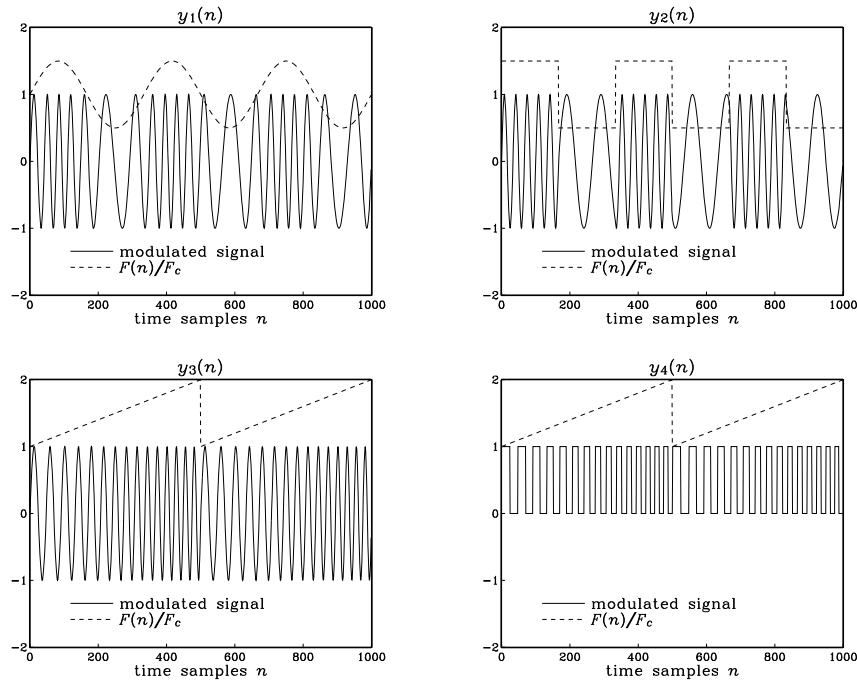 y1(n)
2
1
0
−1
−2
modulated signal
F(n)/Fc
0 200 400 600 800 1000
time samples n
y2(n)
2
1
0
−1
−2
modulated signal
F(n)/Fc
0 200 400 600 800 1000
time samples n
y3(n)
2
1
0
−1
−2
modulated signal
F(n)/Fc
0 200 400 600 800 1000
time samples n
y4(n)
2
1
0
−1
−2
modulated signal
F(n)/Fc
0 200 400 600 800 1000
time samples n